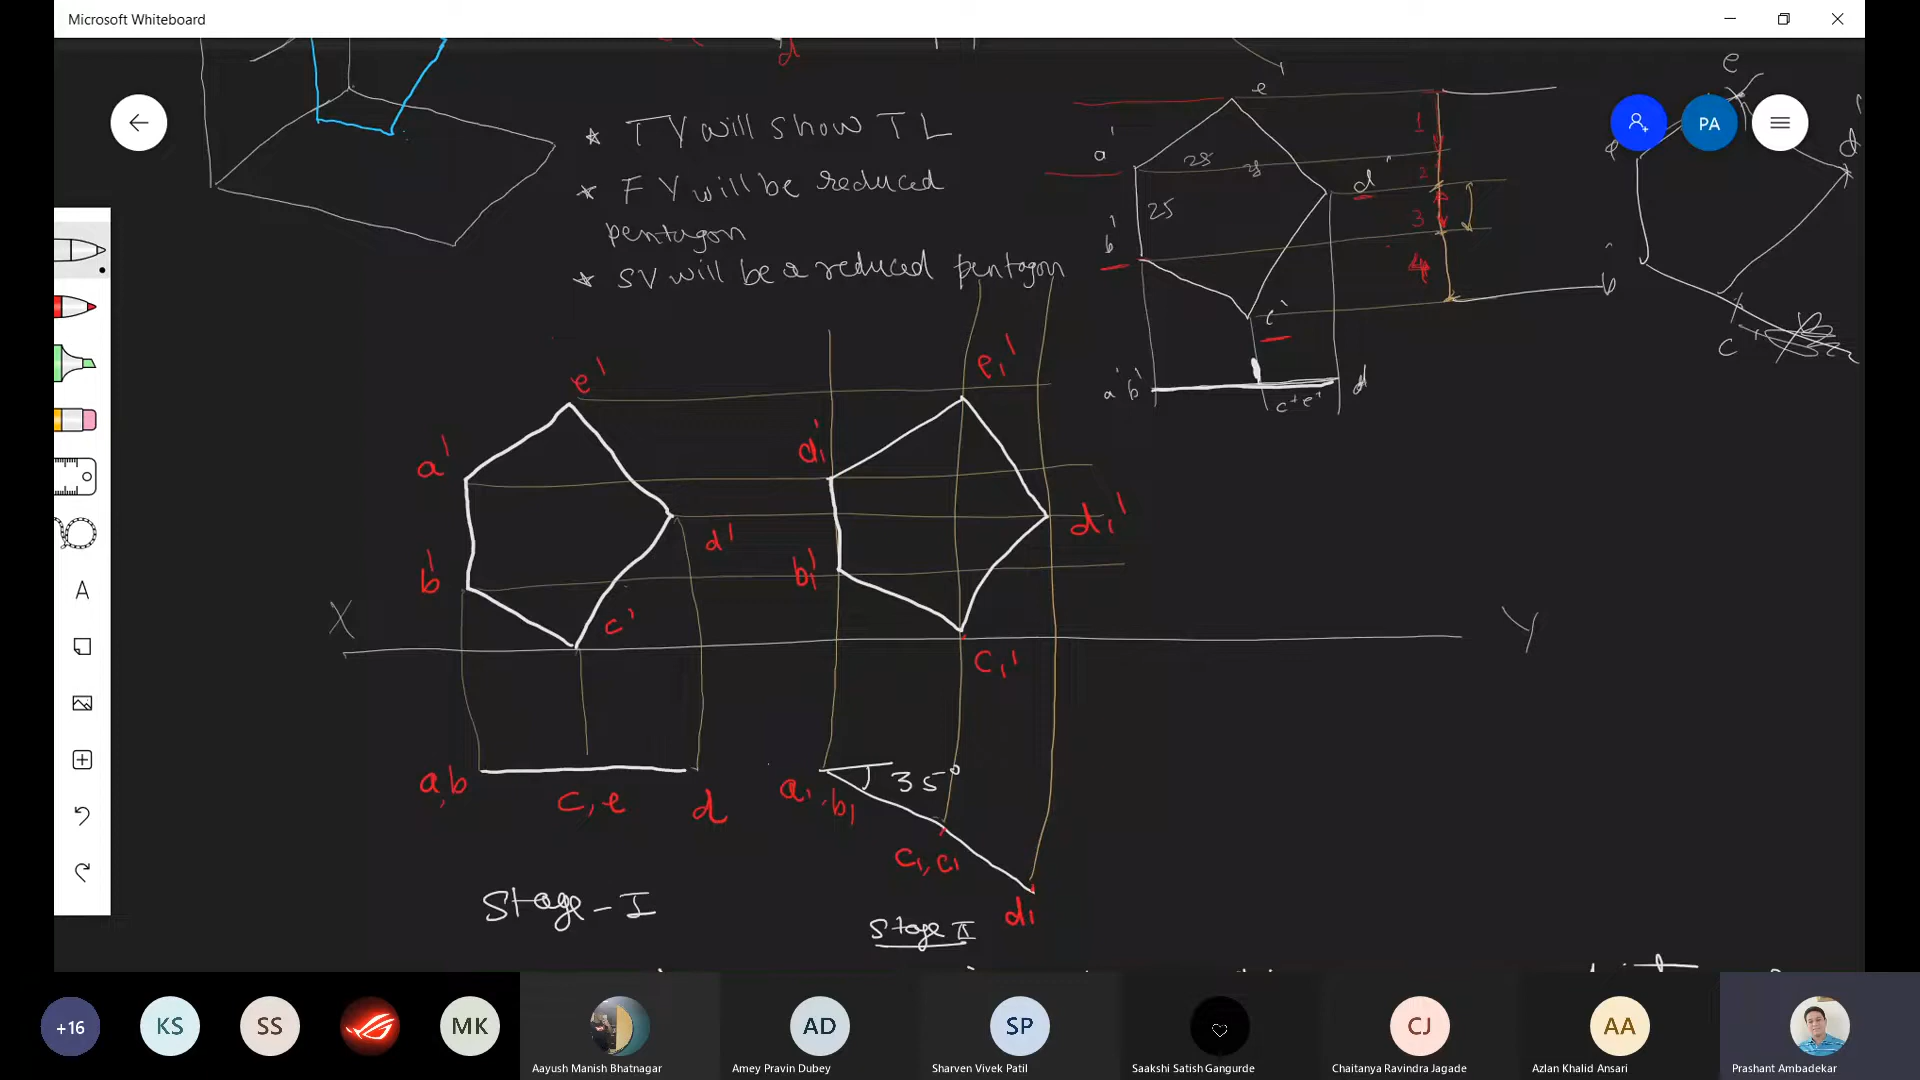 Microsoft Whiteboard
PA
d
* TV will show TL
* FV will be reduced
pentagon
* SV will be a reduced pentagon
e
a'
25
d'
25
b'
c'
1
2
3
4
a' b'
c' e'
d
e
d
b
c
e'
a'
b'
d'
c'
e1'
d1'
b1'
d1'
c1'
X
Y
a,b
c,e
d
a1,b1
35°
c1,e1
d1
Stage-I
Stage II
A
+16
KS
SS
MK
AD
SP
CJ
AA
Aayush Manish Bhatnagar
Amey Pravin Dubey
Sharven Vivek Patil
Saakshi Satish Gangurde
Chaitanya Ravindra Jagade
Azlan Khalid Ansari
Prashant Ambadekar